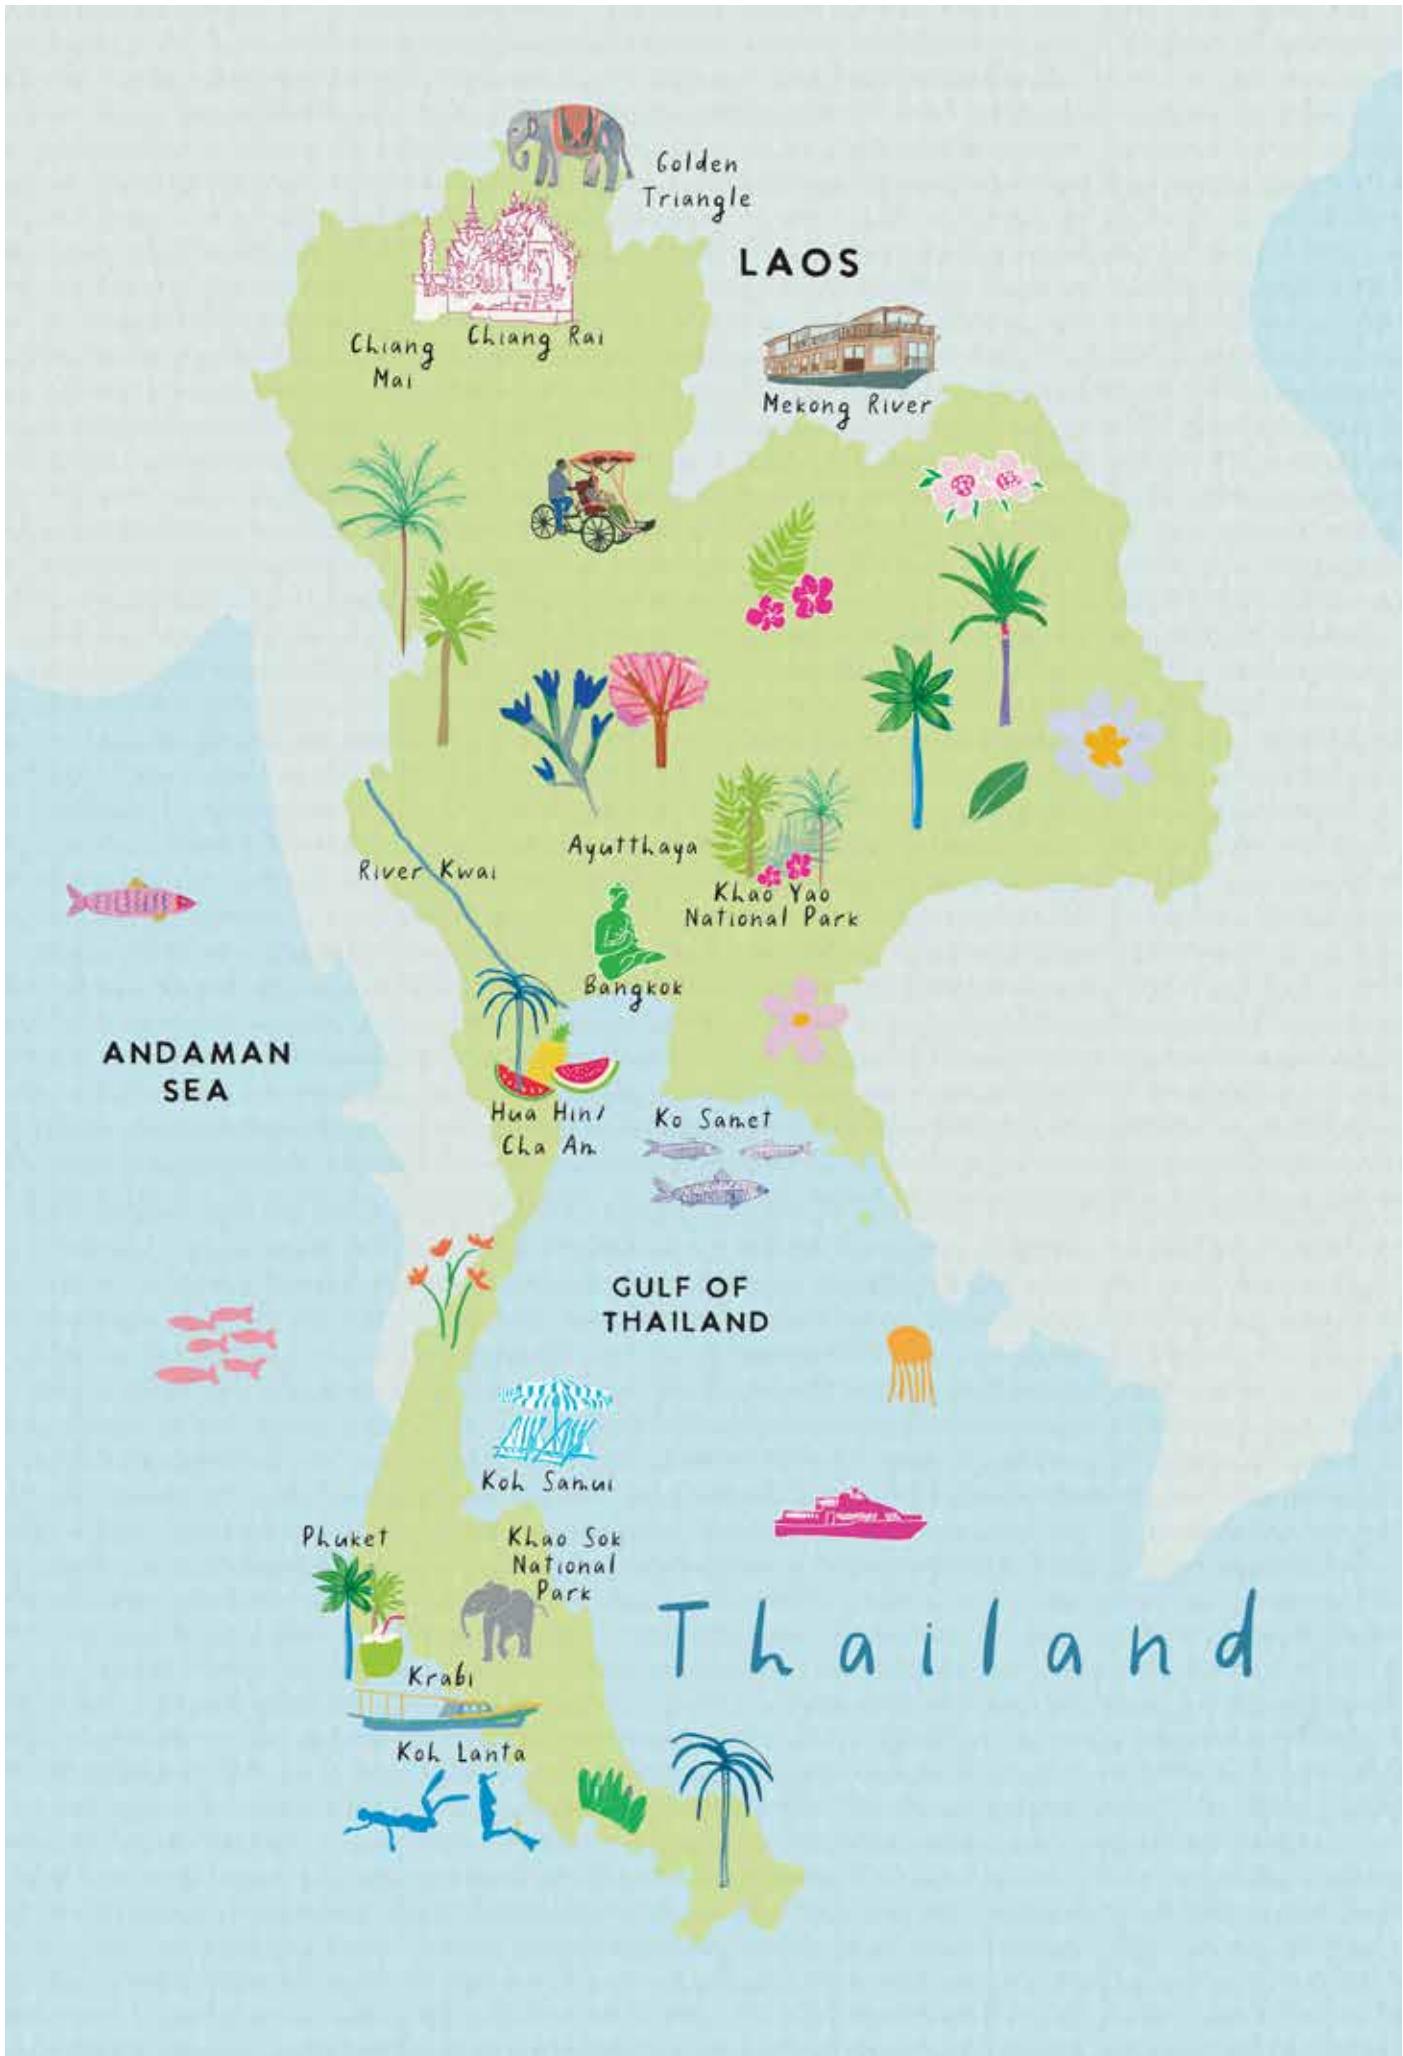 Golden
Triangle
LAOS
Chiang
Mai
Chiang Rai
Mekong River
Ayutthaya
River Kwai
Khao Yao
National Park
Bangkok
ANDAMAN
SEA
Hua Hin/
Cha Am
Ko Samet
GULF OF
THAILAND
Koh Samui
Phuket
Khao Sok
National
Park
Thailand
Krabi
Koh Lanta